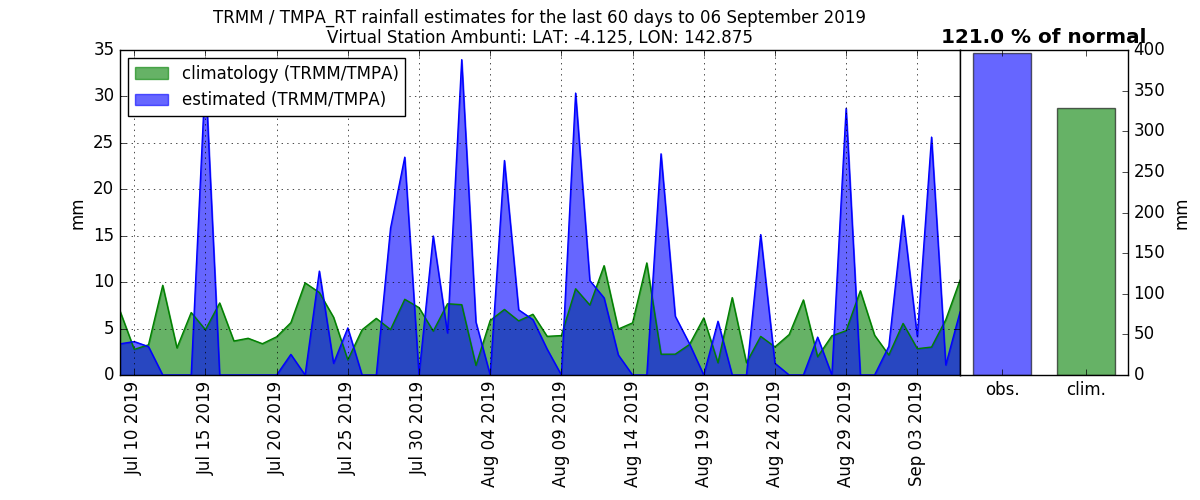 TRMM / TMPA_RT rainfall estimates for the last 60 days to 06 September 2019
Virtual Station Ambunti: LAT: -4.125, LON: 142.875
121.0 % of normal
climatology (TRMM/TMPA)
estimated (TRMM/TMPA)
35
30
25
20
15
10
5
0
mm
Jul 10 2019
Jul 15 2019
Jul 20 2019
Jul 25 2019
Jul 30 2019
Aug 04 2019
Aug 09 2019
Aug 14 2019
Aug 19 2019
Aug 24 2019
Aug 29 2019
Sep 03 2019
obs.
clim.
400
350
300
250
200
150
100
50
0
mm